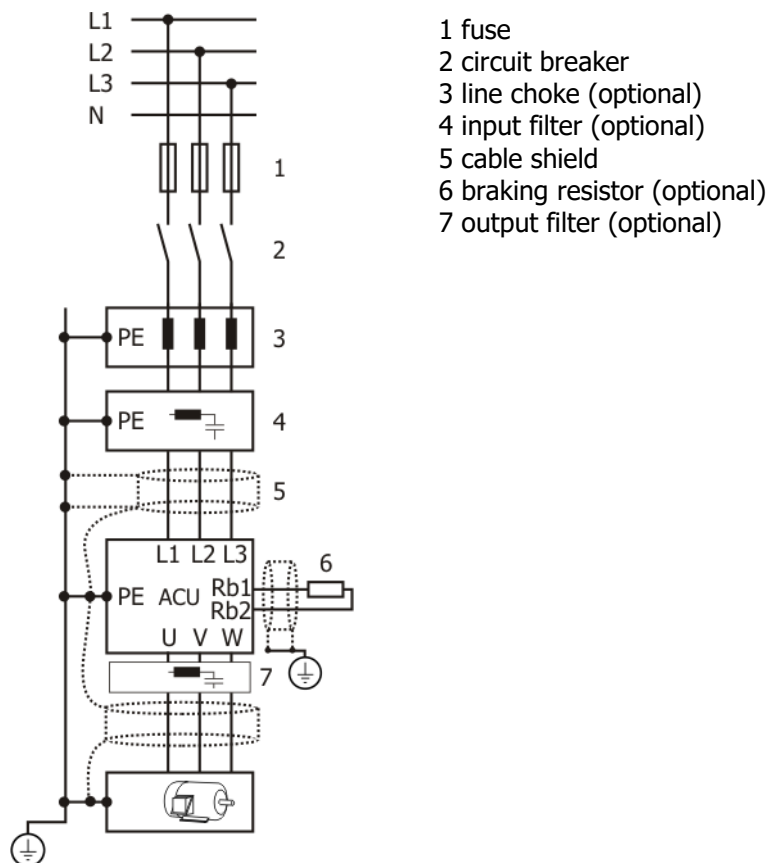 L1
L2
L3
N
1
2
PE
3
PE
4
5
L1 L2 L3
6
PE ACU Rb1
Rb2
U V W
7
1 fuse
2 circuit breaker
3 line choke (optional)
4 input filter (optional)
5 cable shield
6 braking resistor (optional)
7 output filter (optional)